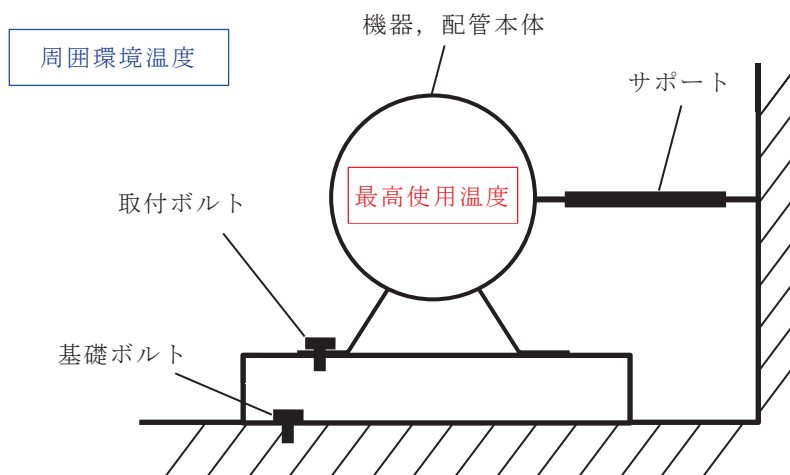 機器，配管本体
周囲環境温度
サポート
最高使用温度
取付ボルト
基礎ボルト